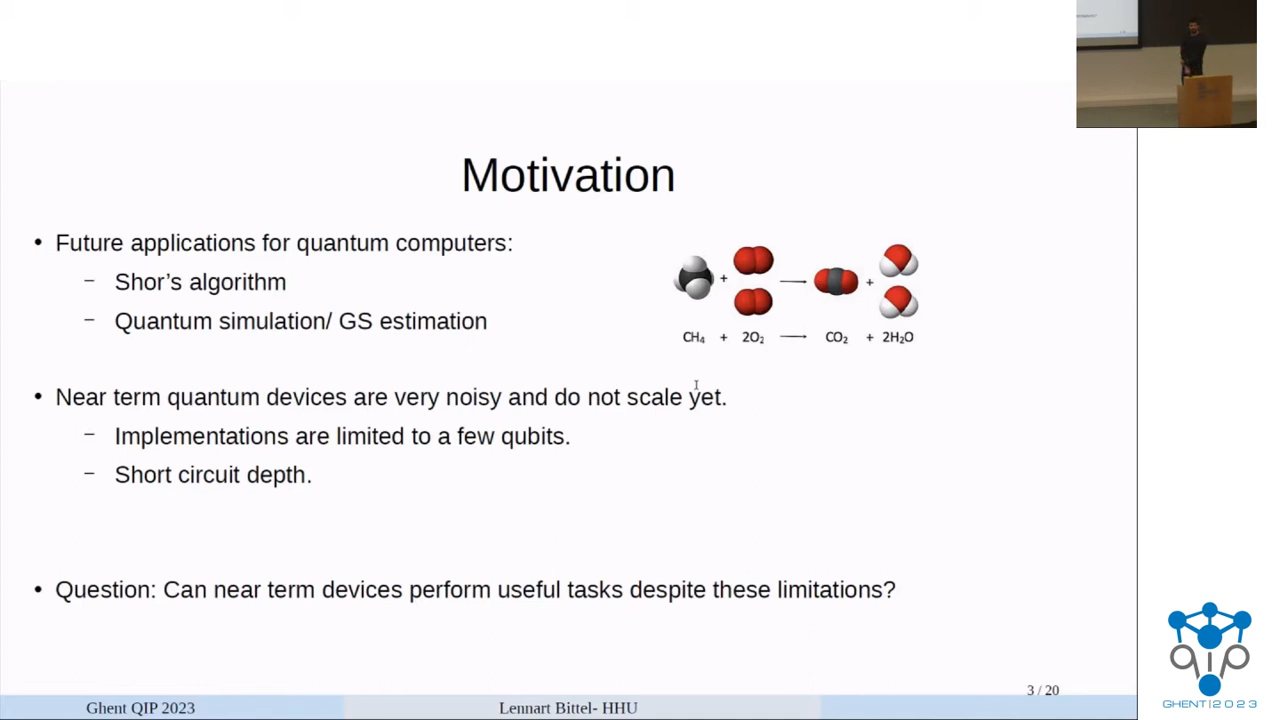 Motivation
• Future applications for quantum computers:
– Shor's algorithm
– Quantum simulation/ GS estimation
+ → +
CH₄ + 2O₂ → CO₂ + 2H₂O
• Near term quantum devices are very noisy and do not scale yet.
– Implementations are limited to a few qubits.
– Short circuit depth.
• Question: Can near term devices perform useful tasks despite these limitations?
3 / 20
Ghent QIP 2023 Lennart Bittel- HHU
qip
GHENT|2023